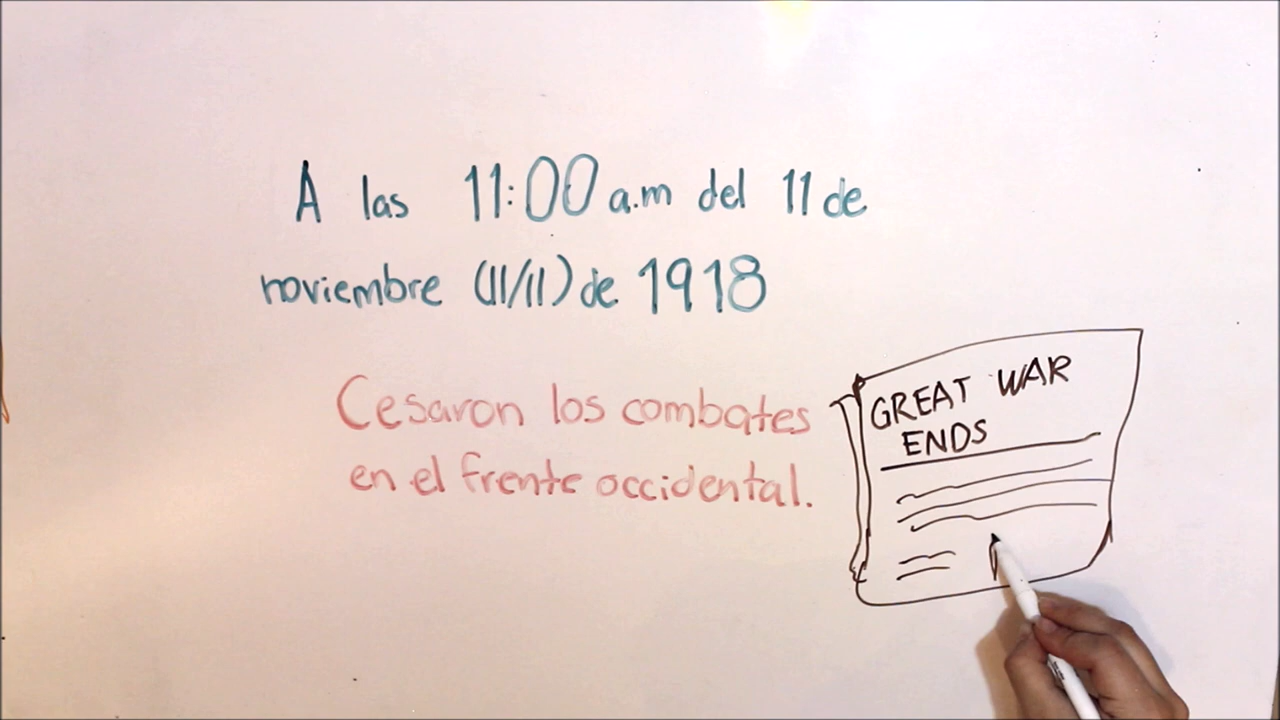 A las 11:00 a.m del 11 de
noviembre (11/11) de 1918
Cesaron los combates
en el frente occidental.
GREAT WAR
ENDS